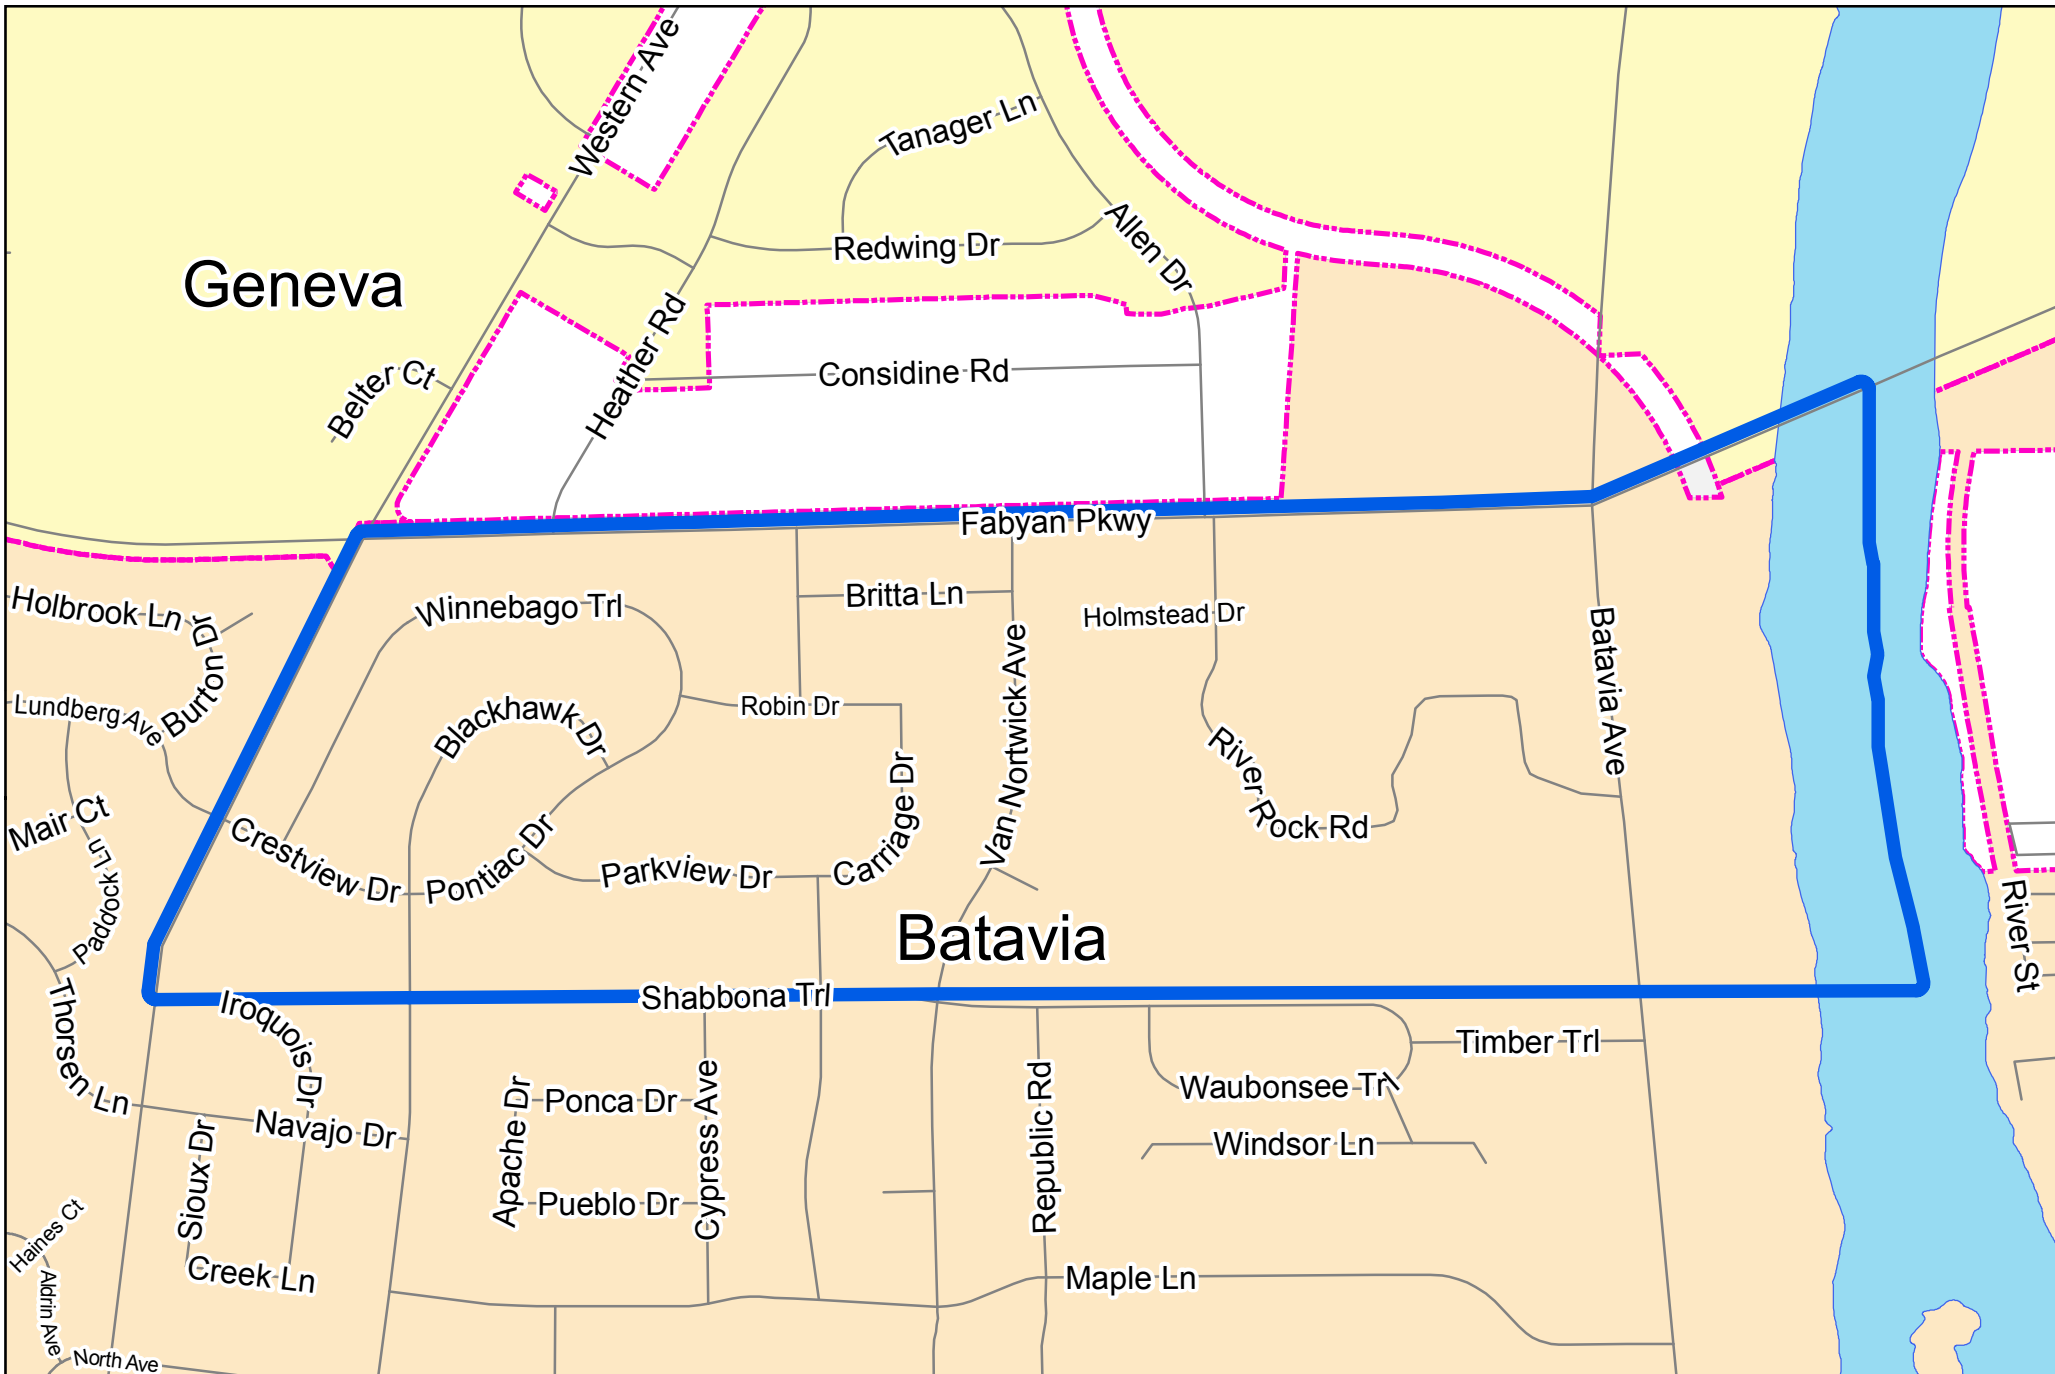 Western Ave
Tanager Ln
Allen Dr
Redwing Dr
Geneva
Heather Rd
Considine Rd
Belter Ct
Fabyan Pkwy
Holbrook Ln
Burton Dr
Winnebago Trl
Britta Ln
Holmstead Dr
Batavia Ave
Van Nortwick Ave
Lundberg Ave
Blackhawk Dr
Robin Dr
River Rock Rd
Carriage Dr
Mair Ct
Paddock Ln
Crestview Dr
Pontiac Dr
Parkview Dr
Batavia
River St
Shabbona Trl
Thorsen Ln
Iroquois Dr
Timber Trl
Navajo Dr
Apache Dr
Ponca Dr
Cypress Ave
Republic Rd
Waubonsee Trl
Windsor Ln
Sioux Dr
Pueblo Dr
Haines Ct
Creek Ln
Maple Ln
Aldrin Ave
North Ave